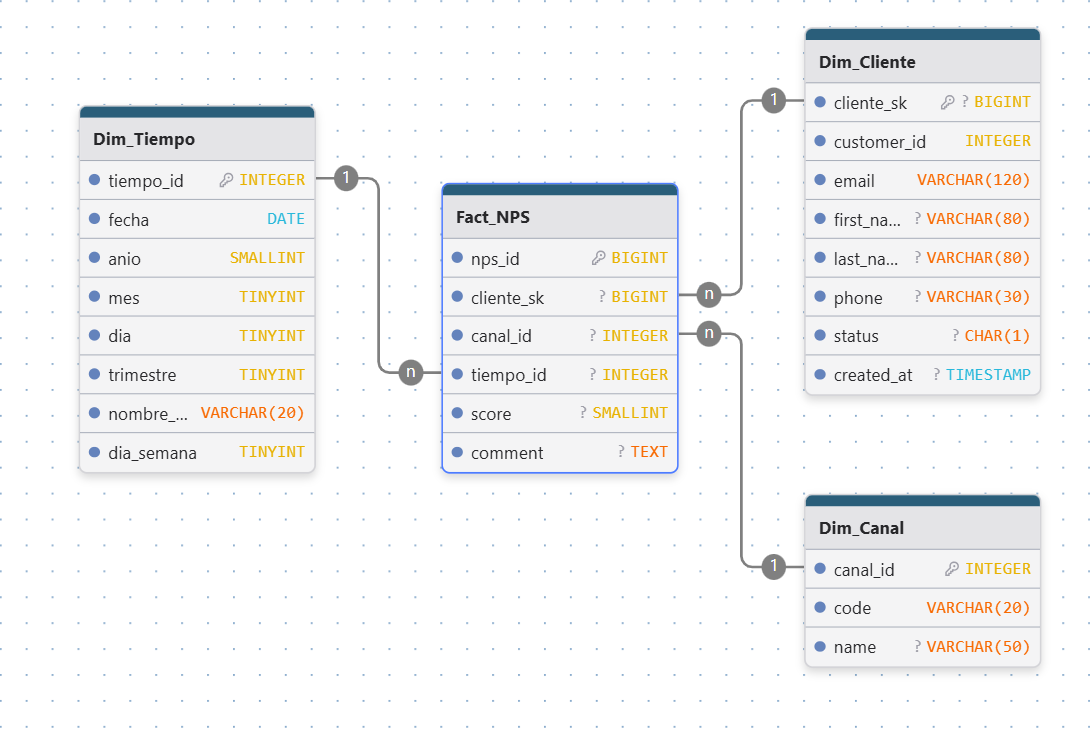 Dim_Tiempo
tiempo_id INTEGER
fecha DATE
anio SMALLINT
mes TINYINT
dia TINYINT
trimestre TINYINT
nombre_... VARCHAR(20)
dia_semana TINYINT
1
n
Fact_NPS
nps_id BIGINT
cliente_sk ? BIGINT
canal_id ? INTEGER
tiempo_id ? INTEGER
score ? SMALLINT
comment ? TEXT
n
n
1
1
Dim_Cliente
cliente_sk ? BIGINT
customer_id INTEGER
email VARCHAR(120)
first_na... ? VARCHAR(80)
last_na... ? VARCHAR(80)
phone ? VARCHAR(30)
status ? CHAR(1)
created_at ? TIMESTAMP
Dim_Canal
canal_id INTEGER
code VARCHAR(20)
name ? VARCHAR(50)